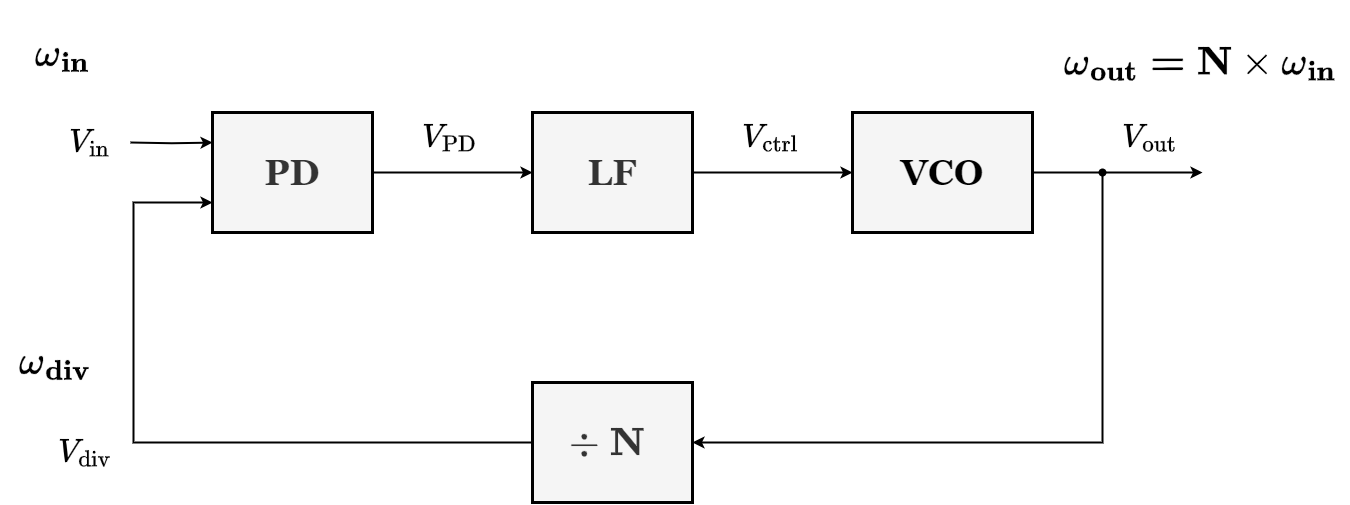 ω_in
ω_out = N × ω_in
V_in
PD
V_PD
LF
V_ctrl
VCO
V_out
ω_div
V_div
÷ N